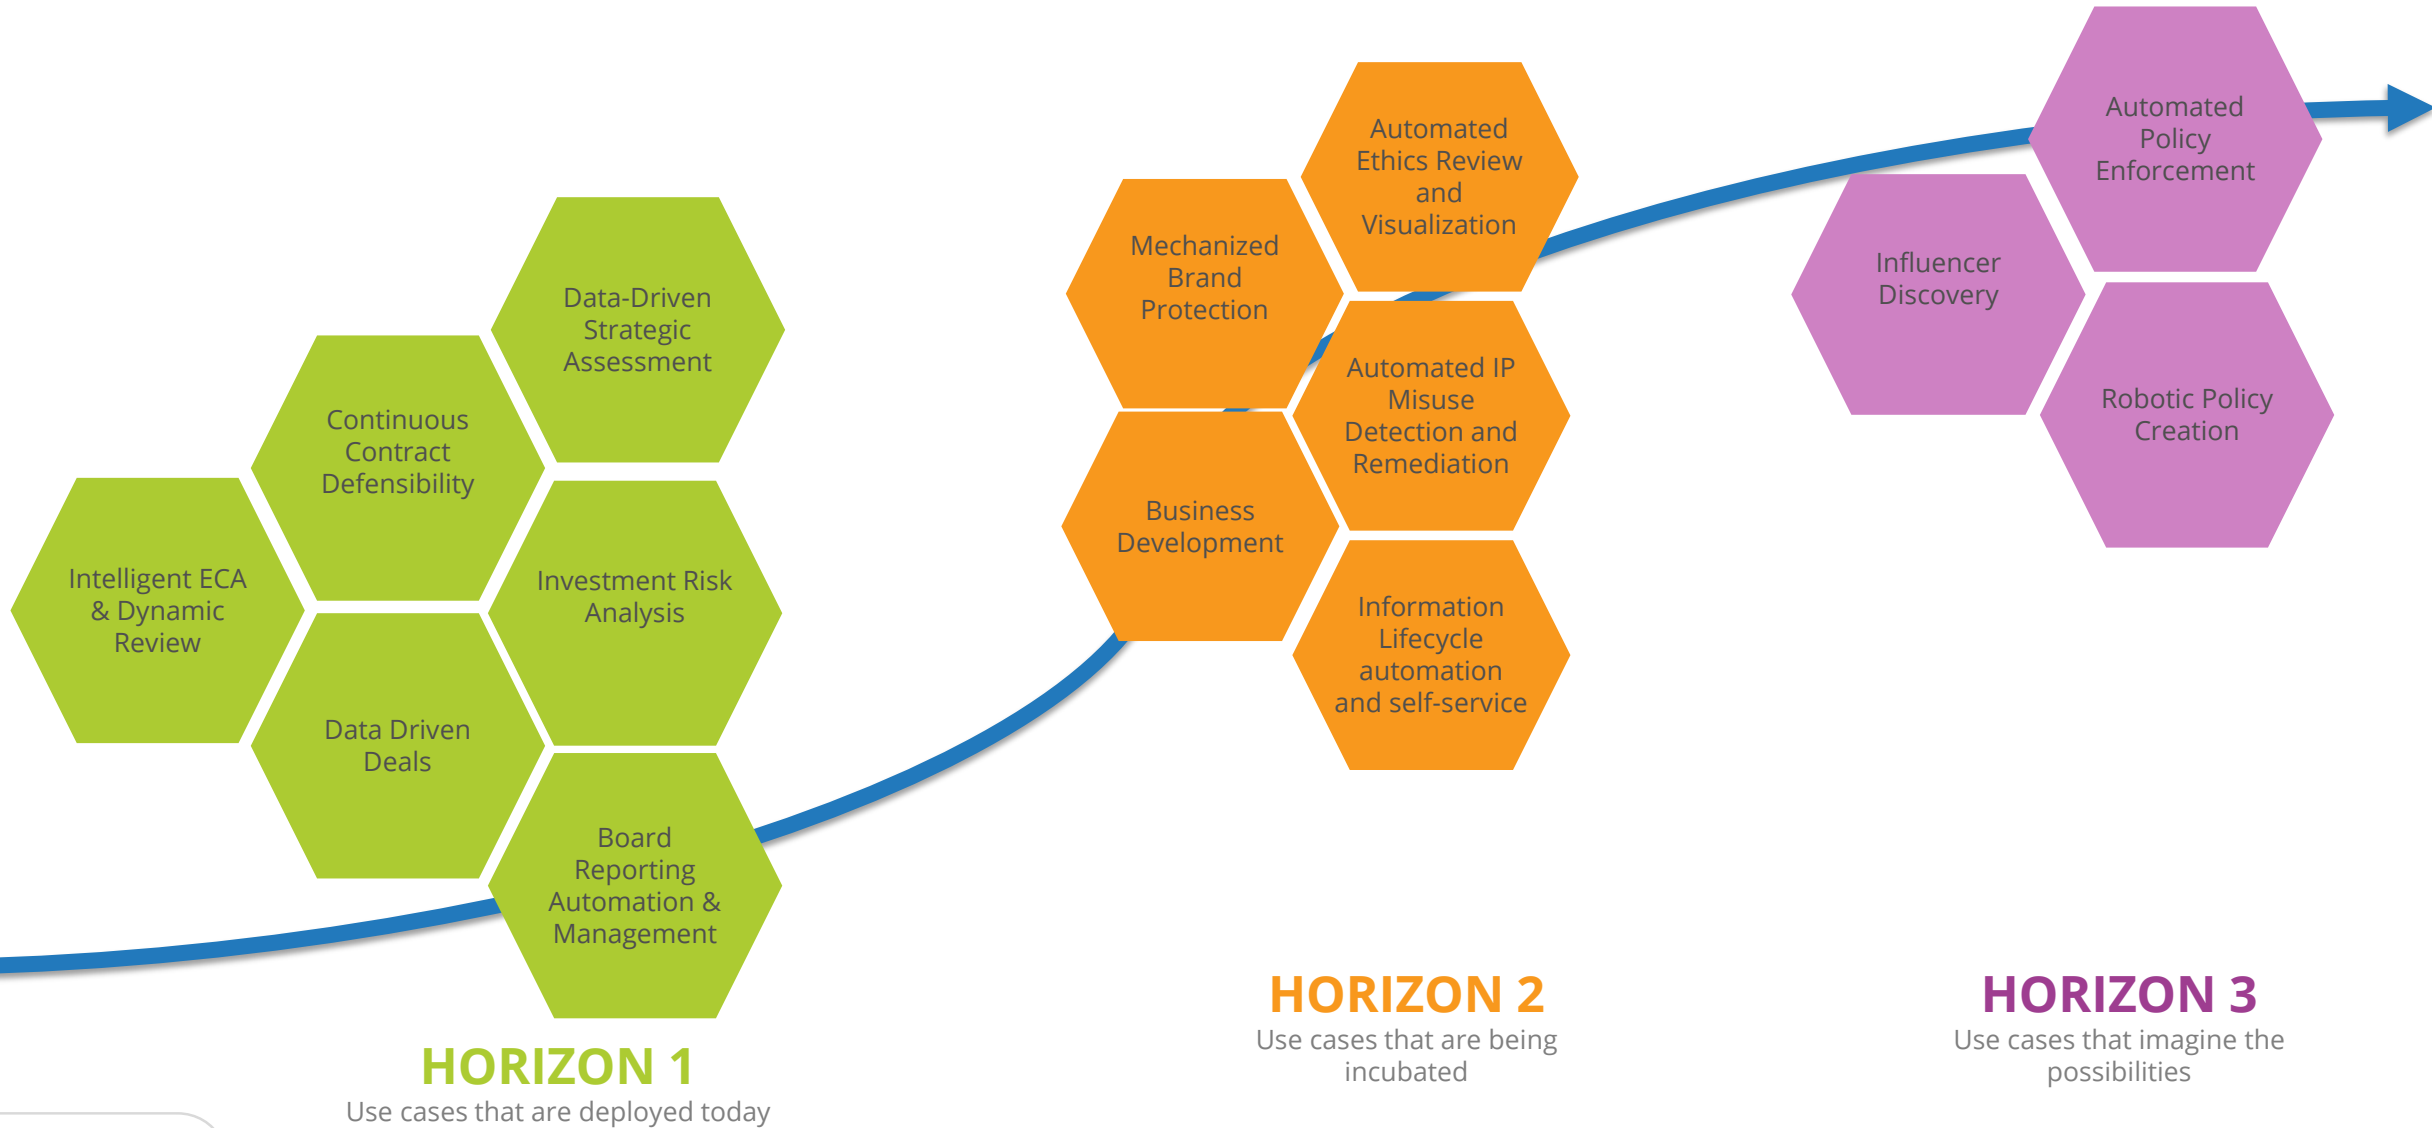 Data-Driven
Strategic
Assessment
Continuous
Contract
Defensibility
Intelligent ECA
& Dynamic
Review
Investment Risk
Analysis
Data Driven
Deals
Board
Reporting
Automation &
Management
HORIZON 1
Use cases that are deployed today
Automated
Ethics Review
and
Visualization
Mechanized
Brand
Protection
Automated IP
Misuse
Detection and
Remediation
Business
Development
Information
Lifecycle
automation
and self-service
HORIZON 2
Use cases that are being
incubated
Automated
Policy
Enforcement
Influencer
Discovery
Robotic Policy
Creation
HORIZON 3
Use cases that imagine the
possibilities